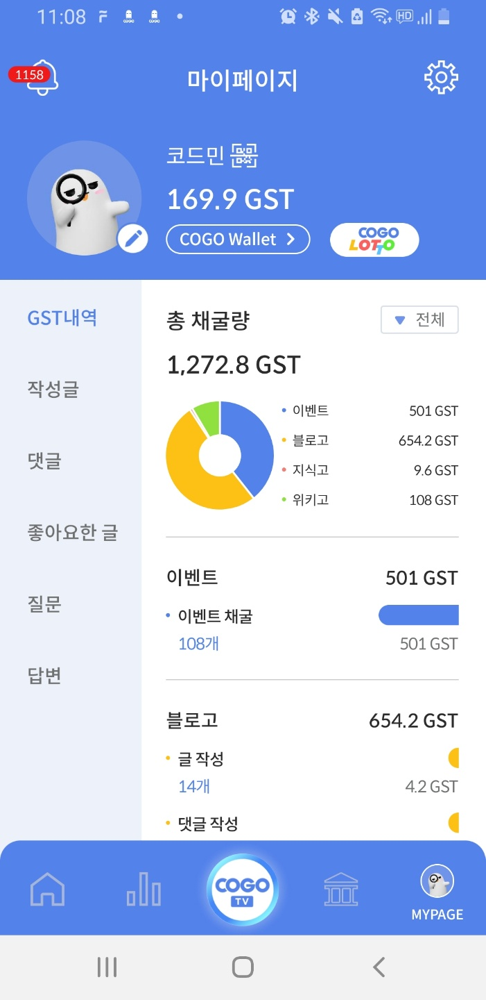 11:08
HD
1158
마이페이지
코드민
169.9 GST
COGO Wallet
COGO LOTTO
GST내역
작성글
댓글
좋아요한 글
질문
답변
총 채굴량
전체
1,272.8 GST
이벤트 501 GST
블로고 654.2 GST
지식고 9.6 GST
위키고 108 GST
이벤트 501 GST
이벤트 채굴
108개 501 GST
블로고 654.2 GST
글 작성
14개 4.2 GST
댓글 작성
COGO
TV
MYPAGE